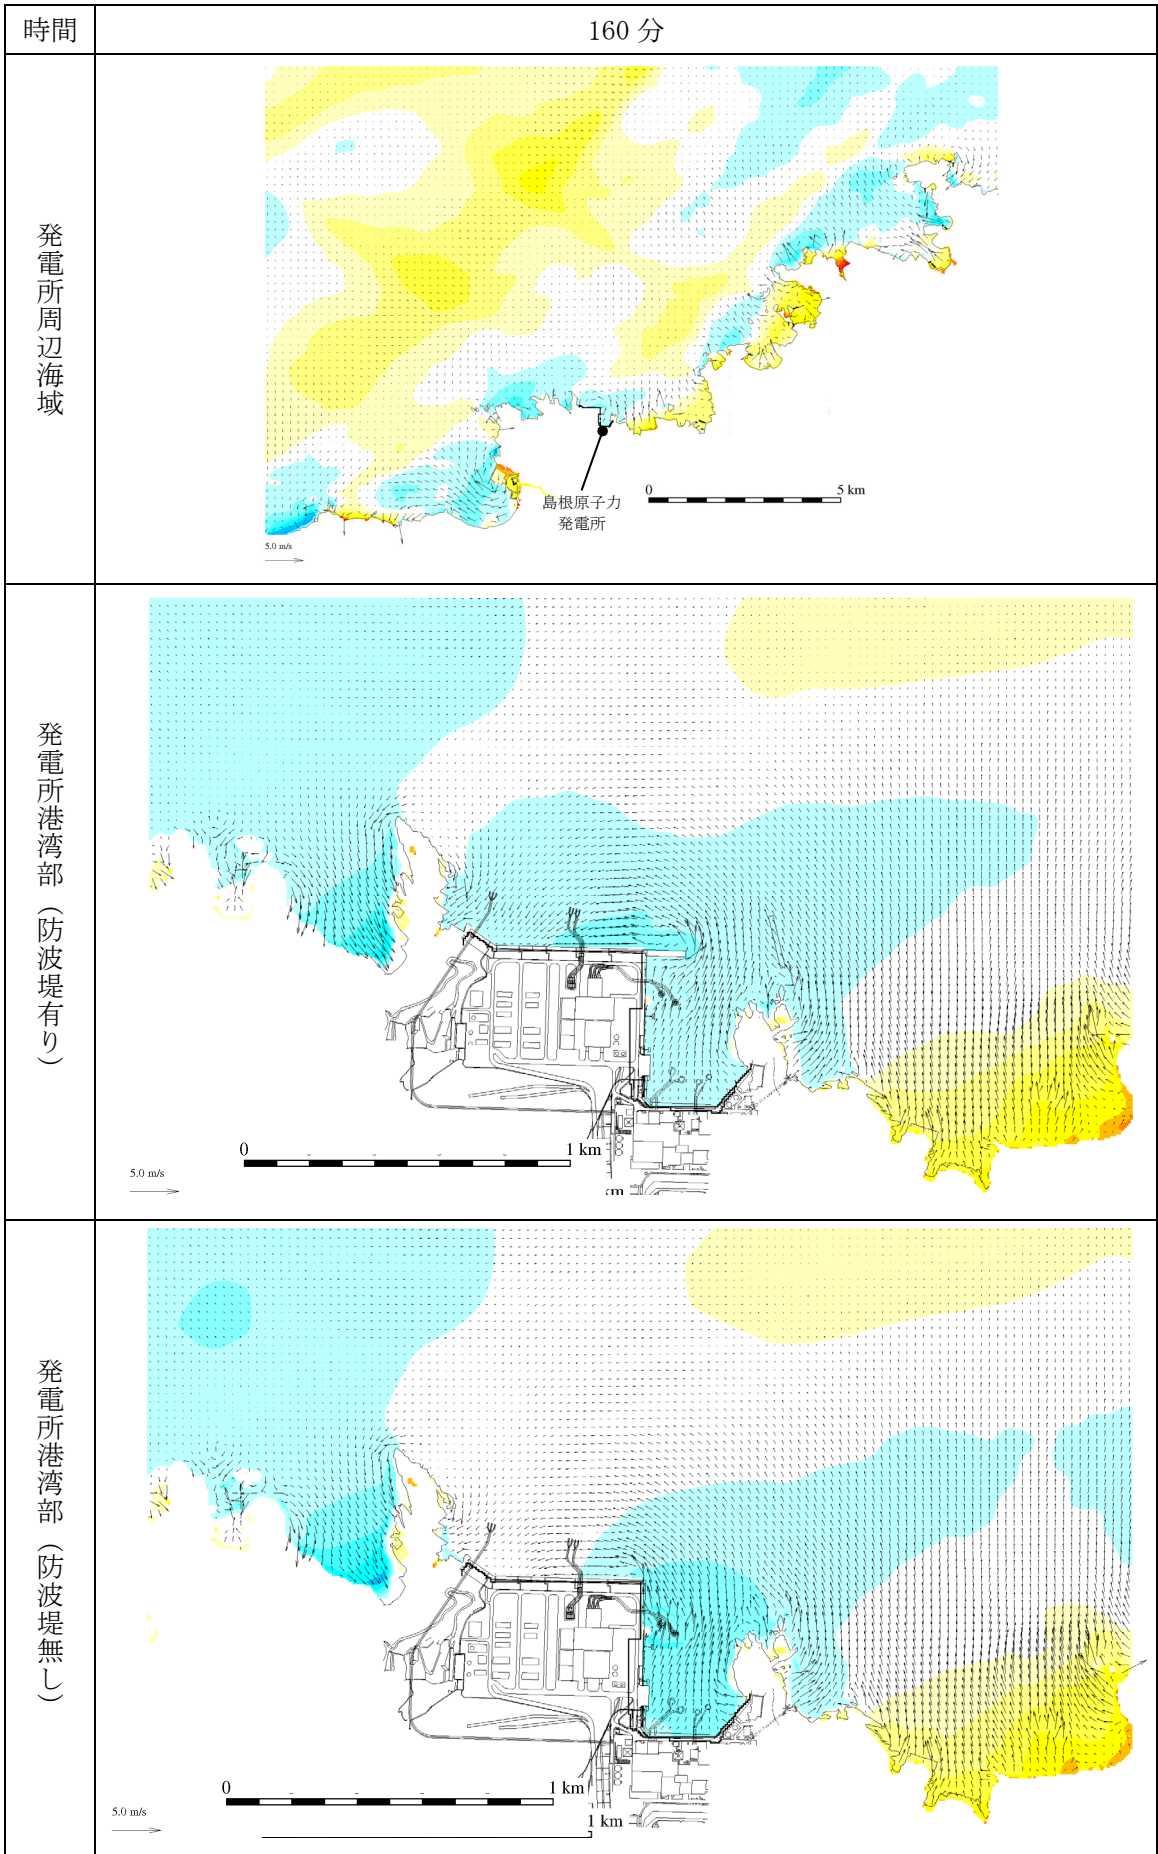 時間
160 分
発電所周辺海域
島根原子力
発電所
0
5 km
5.0 m/s
発電所港湾部（防波堤有り）
0
1 km
5.0 m/s
km
発電所港湾部（防波堤無し）
0
1 km
5.0 m/s
1 km